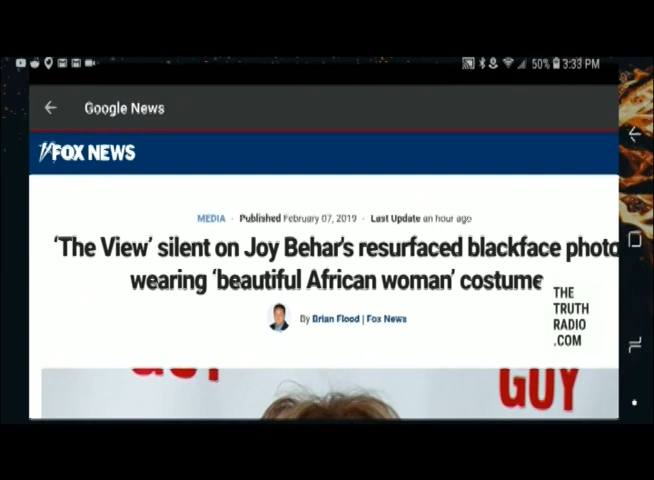 50% 3:33 PM
Google News
FOX NEWS
MEDIA · Published February 07, 2019 · Last Update an hour ago
'The View' silent on Joy Behar's resurfaced blackface photo
wearing 'beautiful African woman' costume
By Brian Flood | Fox News
THE
TRUTH
RADIO
.COM
GUY GUY